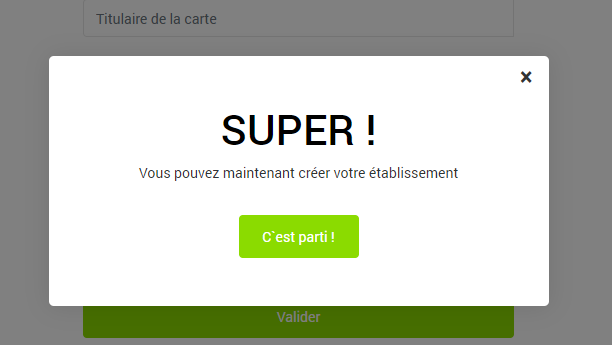 Titulaire de la carte
×
SUPER !
Vous pouvez maintenant créer votre établissement
C`est parti !
Valider